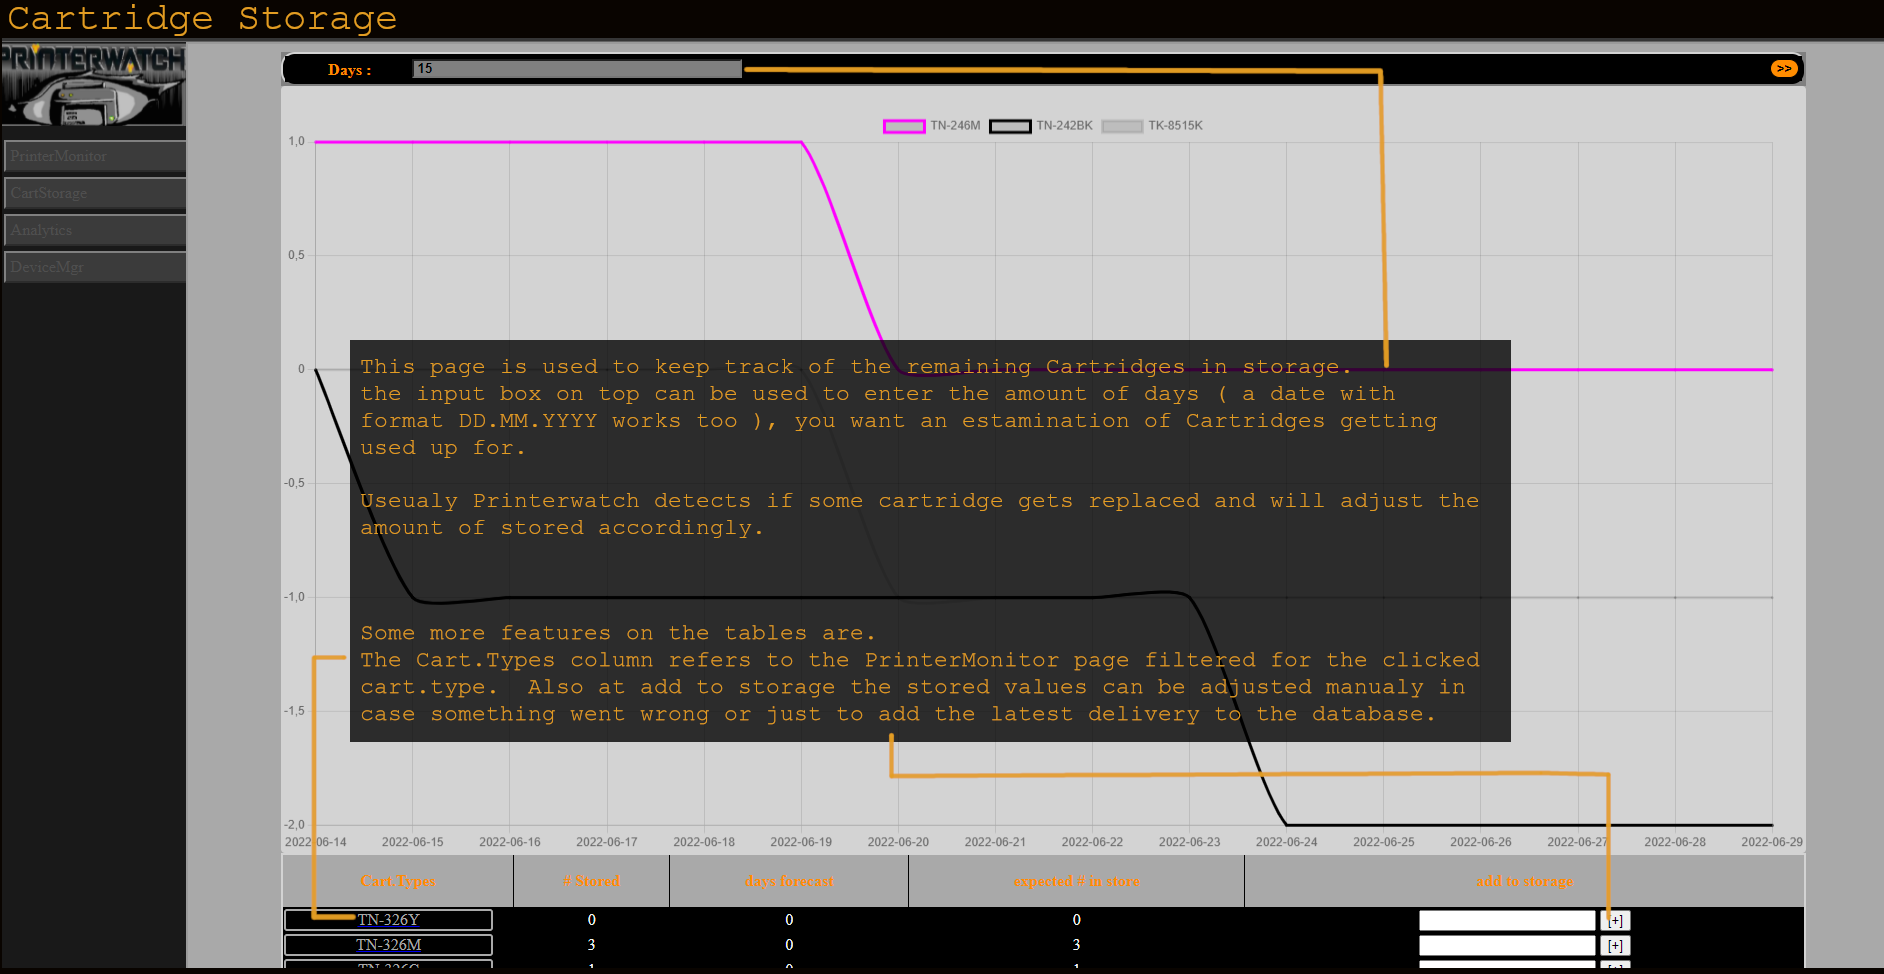 Cartridge Storage
PRINTERWATCH
PrinterMonitor
CartStorage
Analytics
DeviceMgr
Days :
15
>>
TN-246M TN-242BK TK-8515K
1,0
0,5
0
-0,5
-1,0
-1,5
-2,0
This page is used to keep track of the remaining Cartridges in storage.
the input box on top can be used to enter the amount of days ( a date with
format DD.MM.YYYY works too ), you want an estamination of Cartridges getting
used up for.
Useualy Printerwatch detects if some cartridge gets replaced and will adjust the
amount of stored accordingly.
Some more features on the tables are.
The Cart.Types column refers to the PrinterMonitor page filtered for the clicked
cart.type.  Also at add to storage the stored values can be adjusted manualy in
case something went wrong or just to add the latest delivery to the database.
2022-06-14 2022-06-15 2022-06-16 2022-06-17 2022-06-18 2022-06-19 2022-06-20 2022-06-21 2022-06-22 2022-06-23 2022-06-24 2022-06-25 2022-06-26 2022-06-27 2022-06-28 2022-06-29
Cart.Types # Stored days forecast expected # in store add to storage
TN-326Y 0 0 0 [+]
TN-326M 3 0 3 [+]